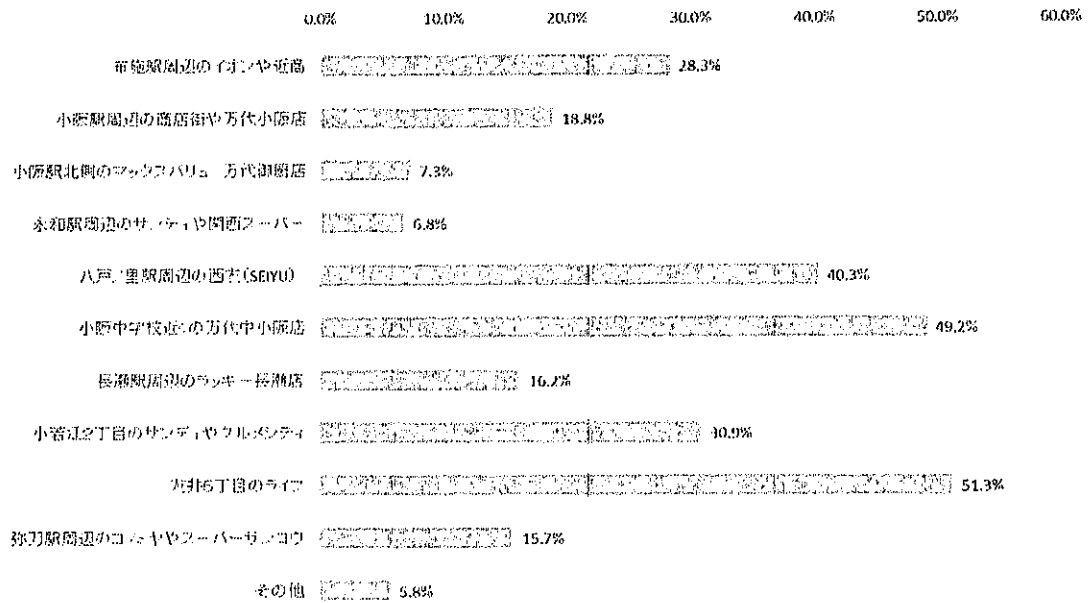 0.0% 10.0% 20.0% 30.0% 40.0% 50.0% 60.0%
布施駅周辺のイオンや近商 28.3%
小阪駅周辺の商店街や万代小阪店 18.8%
小阪駅北側のマックスバリュ 万代御厨店 7.3%
永和駅周辺のサンディや関西スーパー 6.8%
八戸ノ里駅周辺の西友(SEIYU) 40.3%
小阪中学校近くの万代中小阪店 49.2%
長瀬駅周辺のラッキー長瀬店 16.2%
小若江2丁目のサンディやグルメシティ 30.9%
6丁目のライフ 51.3%
弥刀駅周辺の スーパーサンコウ 15.7%
その他 5.8%